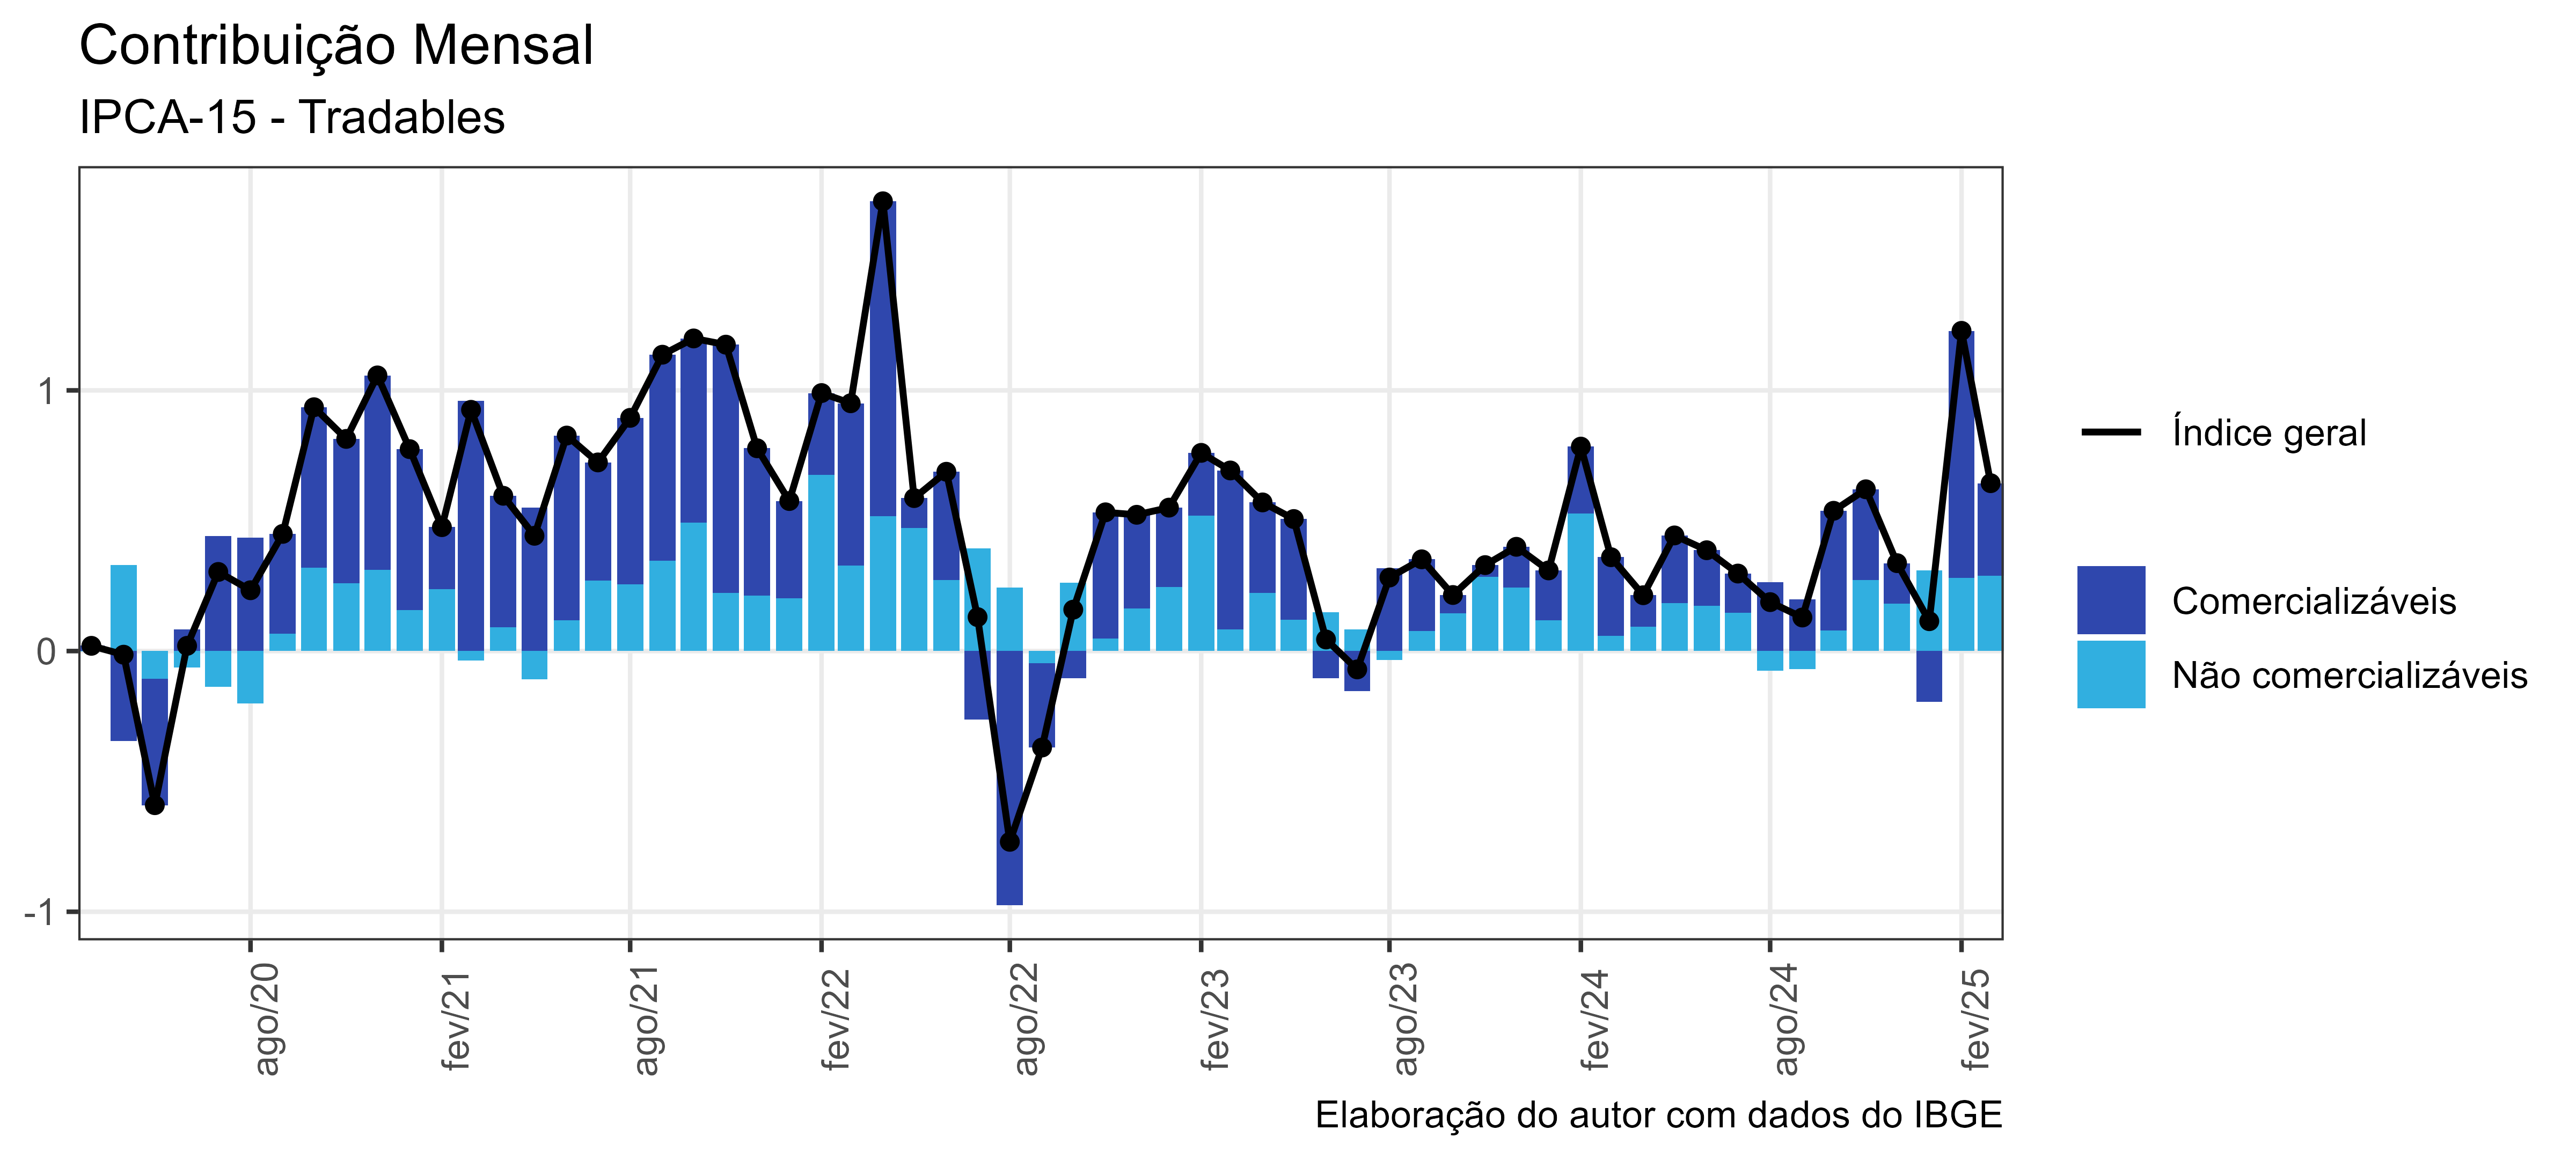 Contribuição Mensal
IPCA-15 - Tradables
1
0
-1
ago/20
fev/21
ago/21
fev/22
ago/22
fev/23
ago/23
fev/24
ago/24
fev/25
Índice geral
Comercializáveis
Não comercializáveis
Elaboração do autor com dados do IBGE